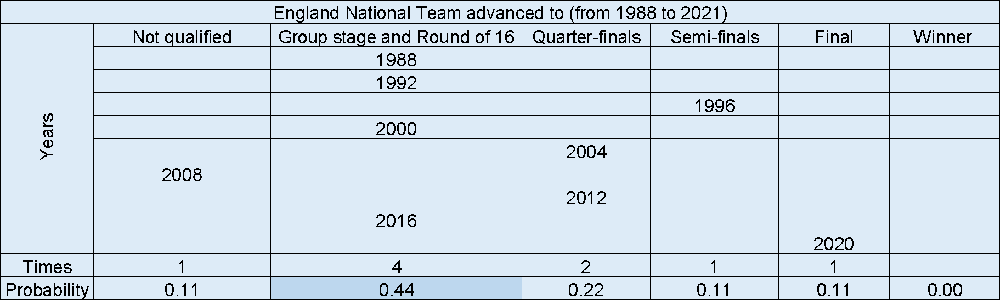 England National Team advanced to (from 1988 to 2021)
Years
Not qualified Group stage and Round of 16 Quarter-finals Semi-finals Final Winner
1988
1992
1996
2000
2004
2008
2012
2016
2020
Times 1 4 2 1 1
Probability 0.11 0.44 0.22 0.11 0.11 0.00